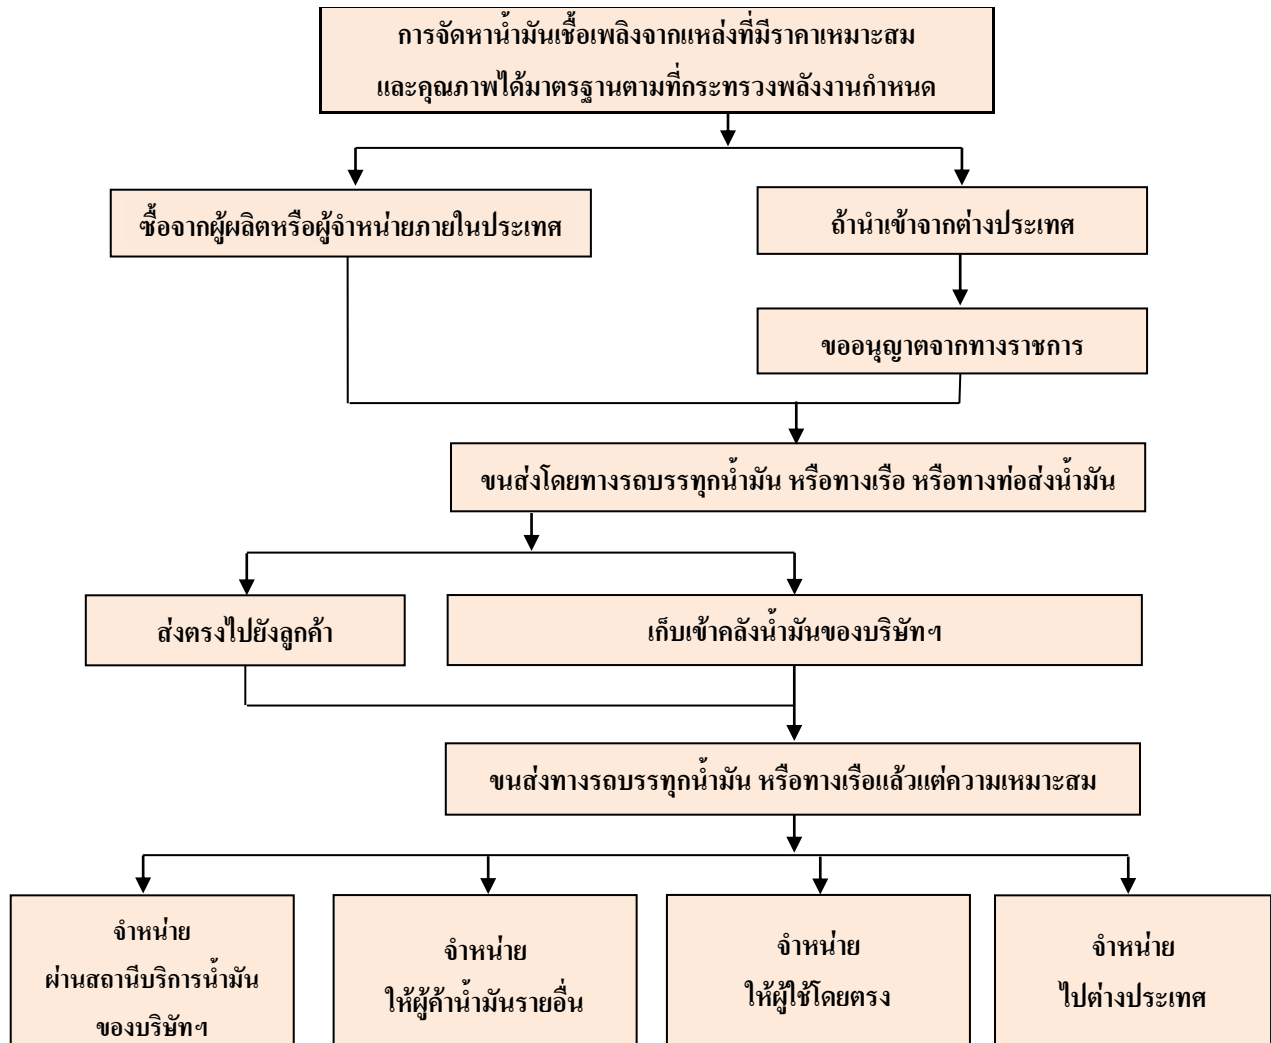 การจัดหาน้ำมันเชื้อเพลิงจากแหล่งที่มีราคาเหมาะสม
และคุณภาพได้มาตรฐานตามที่กระทรวงพลังงานกำหนด
ซื้อจากผู้ผลิตหรือผู้จำหน่ายภายในประเทศ
ถ้านำเข้าจากต่างประเทศ
ขออนุญาตจากทางราชการ
ขนส่งโดยทางรถบรรทุกน้ำมัน หรือทางเรือ หรือทางท่อส่งน้ำมัน
ส่งตรงไปยังลูกค้า
เก็บเข้าคลังน้ำมันของบริษัทฯ
ขนส่งทางรถบรรทุกน้ำมัน หรือทางเรือแล้วแต่ความเหมาะสม
จำหน่าย
ผ่านสถานีบริการน้ำมัน
ของบริษัทฯ
จำหน่าย
ให้ผู้ค้าน้ำมันรายอื่น
จำหน่าย
ให้ผู้ใช้โดยตรง
จำหน่าย
ไปต่างประเทศ